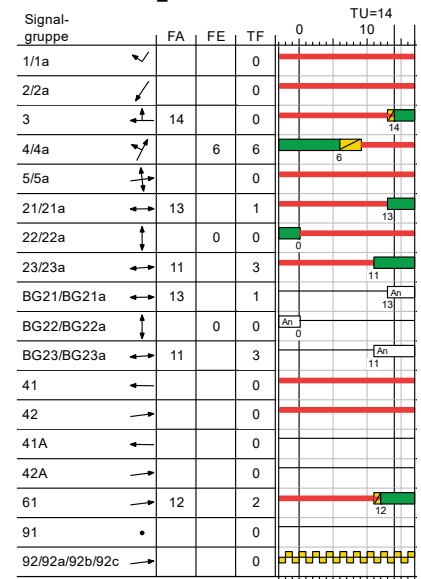 TU=14
Signal-
gruppe FA FE TF 0 10
1/1a 0
2/2a 0
3 14 0 14
4/4a 6 6 6
5/5a 0
21/21a 13 1 13
22/22a 0 0 0
23/23a 11 3 11
BG21/BG21a 13 1 An 13
BG22/BG22a 0 0 An 0
BG23/BG23a 11 3 An 11
41 0
42 0
41A 0
42A 0
61 12 2 12
91 0
92/92a/92b/92c 0